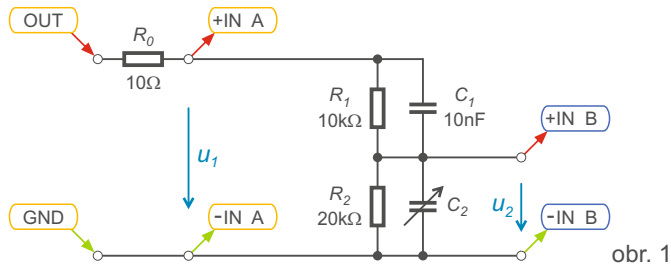 OUT
+IN A
R0
10Ω
R1
10kΩ
C1
10nF
+IN B
u1
R2
20kΩ
C2
u2
GND
-IN A
-IN B
obr. 1